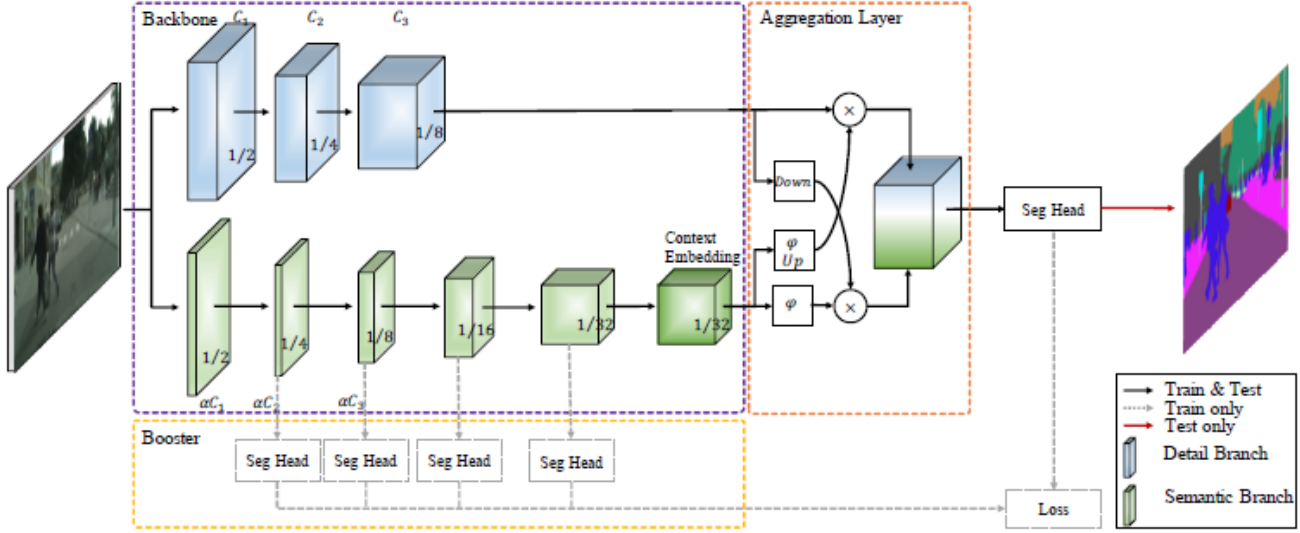 Backbone
C₁
C₂
C₃
Aggregation Layer
1/2
1/4
1/8
×
Down
φ
Up
Seg Head
Context
Embedding
φ
×
1/2
1/4
1/8
1/16
1/32
1/32
αC₁
αC₂
αC₃
Booster
Seg Head
Seg Head
Seg Head
Seg Head
Loss
Train & Test
Train only
Test only
Detail Branch
Semantic Branch